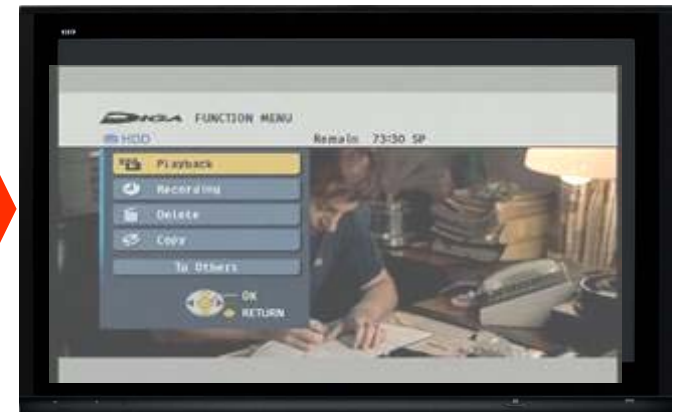 DIGA FUNCTION MENU
HDD Remain 73:30 SP
Playback
Recording
Delete
Copy
To Others
OK
RETURN